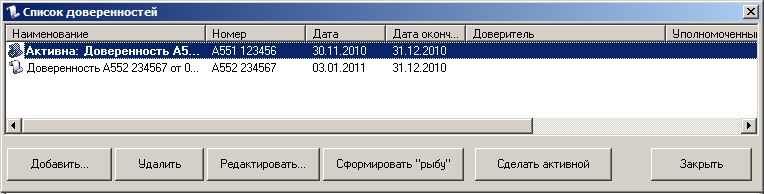 Список доверенностей
Наименование Номер Дата Дата оконч... Доверитель Уполномоченный
Активна: Доверенность А5... А551 123456 30.11.2010 31.12.2010
Доверенность А552 234567 от 0... А552 234567 03.01.2011 31.12.2010
Добавить... Удалить Редактировать... Сформировать "рыбу" Сделать активной Закрыть